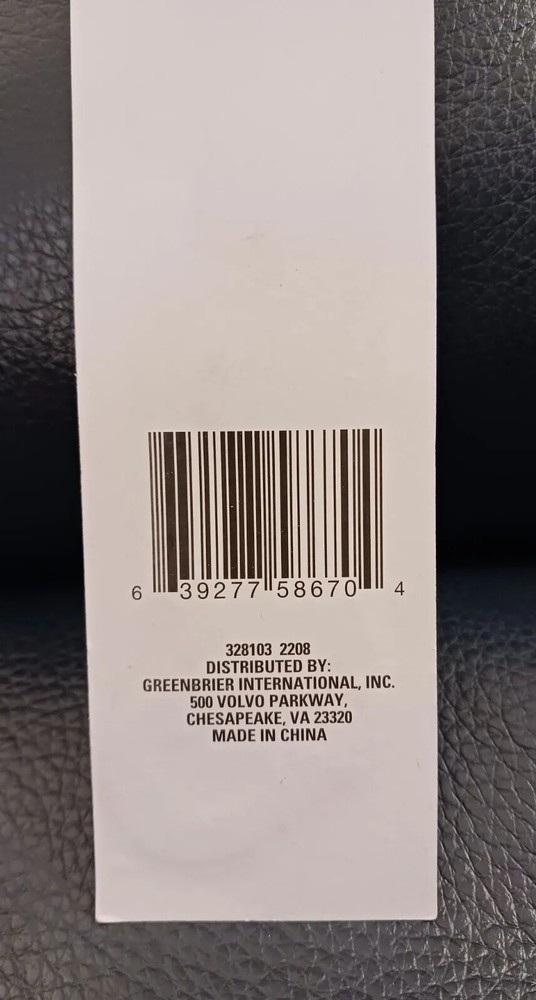 6 39277 58670 4
328103 2208
DISTRIBUTED BY:
GREENBRIER INTERNATIONAL, INC.
500 VOLVO PARKWAY,
CHESAPEAKE, VA 23320
MADE IN CHINA